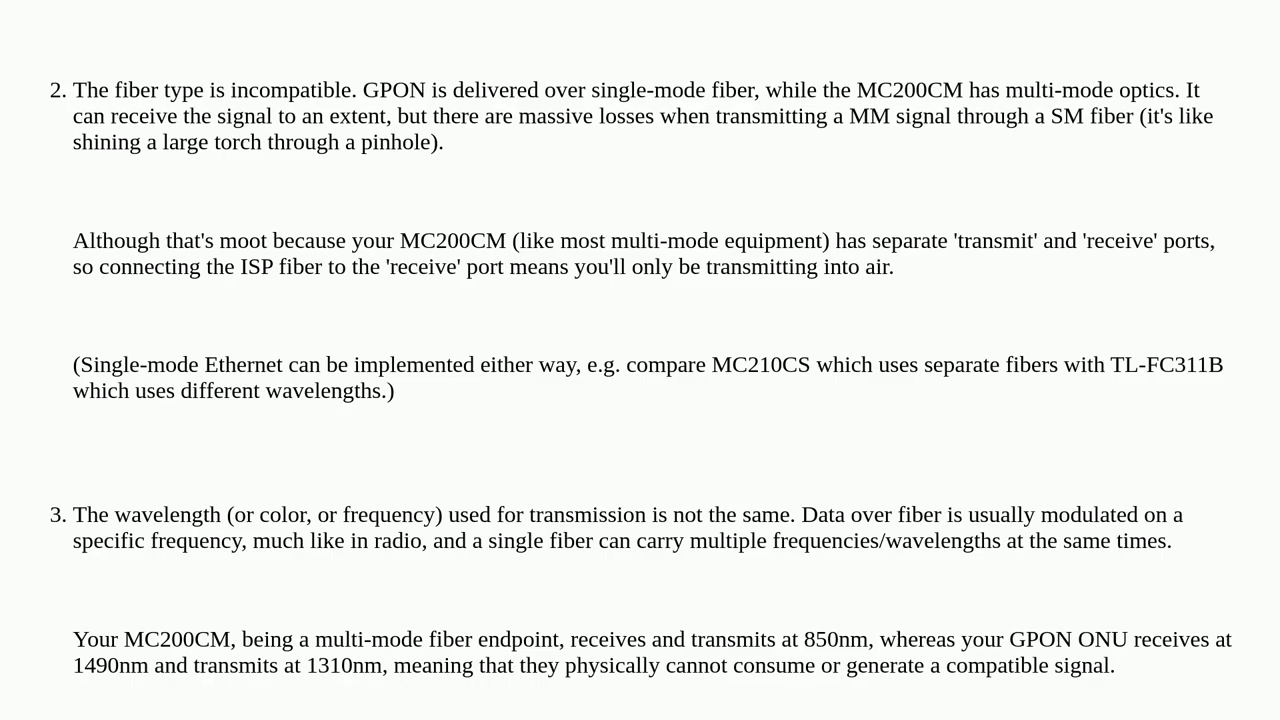 2. The fiber type is incompatible. GPON is delivered over single-mode fiber, while the MC200CM has multi-mode optics. It
can receive the signal to an extent, but there are massive losses when transmitting a MM signal through a SM fiber (it's like
shining a large torch through a pinhole).
Although that's moot because your MC200CM (like most multi-mode equipment) has separate 'transmit' and 'receive' ports,
so connecting the ISP fiber to the 'receive' port means you'll only be transmitting into air.
(Single-mode Ethernet can be implemented either way, e.g. compare MC210CS which uses separate fibers with TL-FC311B
which uses different wavelengths.)
3. The wavelength (or color, or frequency) used for transmission is not the same. Data over fiber is usually modulated on a
specific frequency, much like in radio, and a single fiber can carry multiple frequencies/wavelengths at the same times.
Your MC200CM, being a multi-mode fiber endpoint, receives and transmits at 850nm, whereas your GPON ONU receives at
1490nm and transmits at 1310nm, meaning that they physically cannot consume or generate a compatible signal.